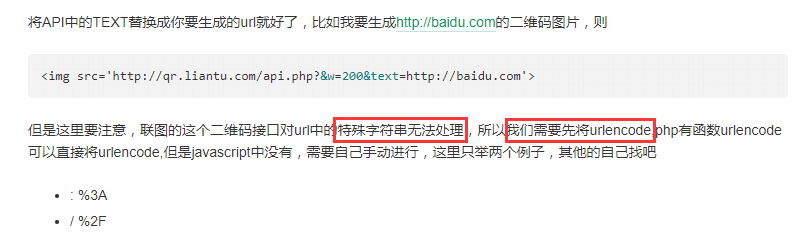 将API中的TEXT替换成你要生成的url就好了，比如我要生成http://baidu.com的二维码图片，则
<img src='http://qr.liantu.com/api.php?&w=200&text=http://baidu.com'>
但是这里要注意，联图的这个二维码接口对url中的特殊字符串无法处理，所以我们需要先将urlencode,php有函数urlencode
可以直接将urlencode,但是javascript中没有，需要自己手动进行，这里只举两个例子，其他的自己找吧
• : %3A
• / %2F